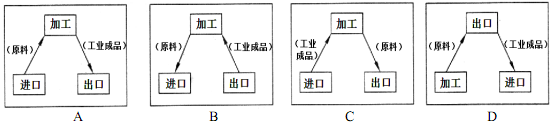 加工
（原料）
（工业成品）
进口
出口
A
加工
（原料）
（工业成品）
进口
出口
B
加工
（工业
成品）
（原料）
进口
出口
C
出口
（原料）
（工业成品）
加工
进口
D